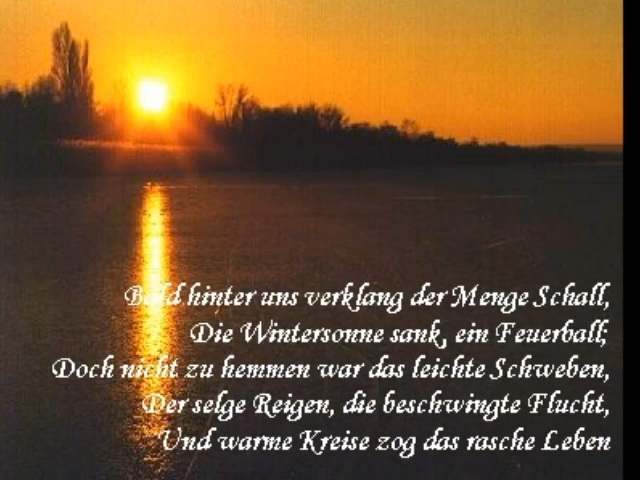 Bald hinter uns verklang der Menge Schall,
Die Wintersonne sank, ein Feuerball;
Doch nicht zu hemmen war das leichte Schweben,
Der selge Reigen, die beschwingte Flucht,
Und warme Kreise zog das rasche Leben